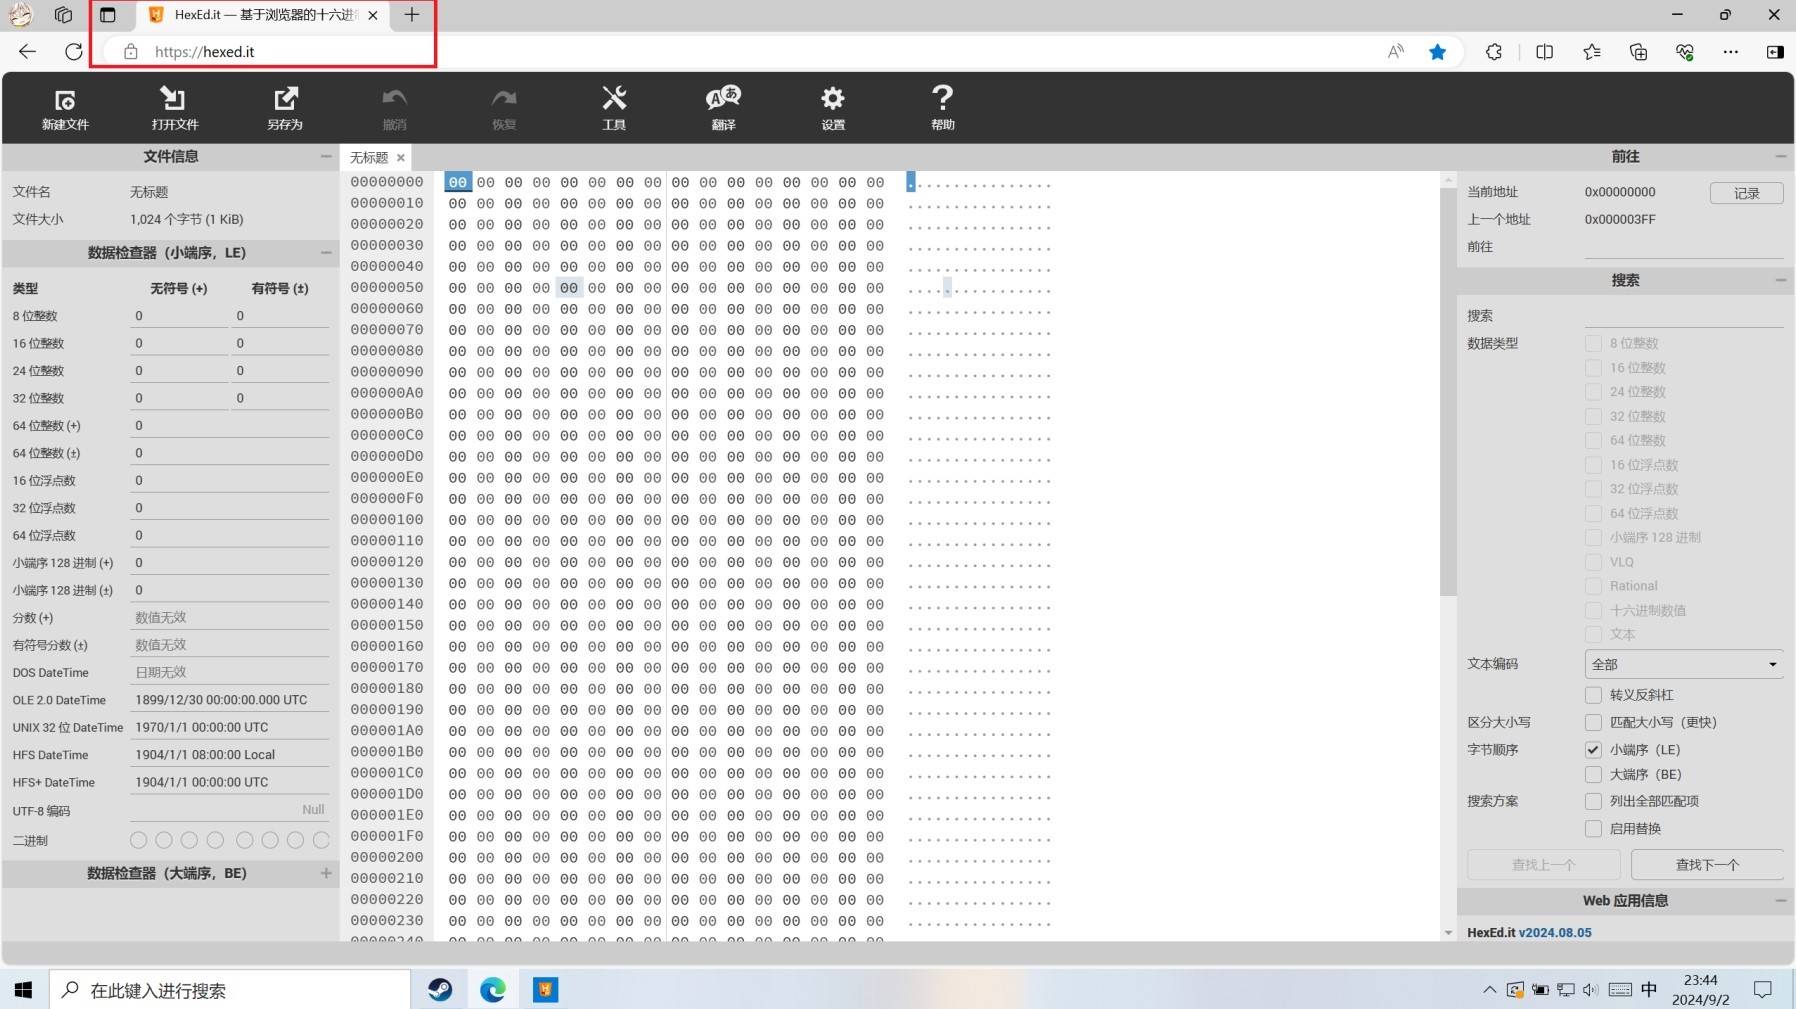 HexEd.it — 基于浏览器的十六进制
https://hexed.it
新建文件
打开文件
另存为
撤消
恢复
工具
翻译
设置
帮助
文件信息
文件名 无标题
文件大小 1,024 个字节 (1 KiB)
数据检查器（小端序，LE）
类型 无符号 (+) 有符号 (±)
8 位整数 0 0
16 位整数 0 0
24 位整数 0 0
32 位整数 0 0
64 位整数 (+) 0
64 位整数 (±) 0
16 位浮点数 0
32 位浮点数 0
64 位浮点数 0
小端序 128 进制 (+) 0
小端序 128 进制 (±) 0
分数 (+) 数值无效
有符号分数 (±) 数值无效
DOS DateTime 日期无效
OLE 2.0 DateTime 1899/12/30 00:00:00.000 UTC
UNIX 32 位 DateTime 1970/1/1 00:00:00 UTC
HFS DateTime 1904/1/1 08:00:00 Local
HFS+ DateTime 1904/1/1 00:00:00 UTC
UTF-8 编码 Null
二进制
数据检查器（大端序，BE）
无标题
00000000 00 00 00 00 00 00 00 00 00 00 00 00 00 00 00 00 ................
00000010 00 00 00 00 00 00 00 00 00 00 00 00 00 00 00 00 ................
00000020 00 00 00 00 00 00 00 00 00 00 00 00 00 00 00 00 ................
00000030 00 00 00 00 00 00 00 00 00 00 00 00 00 00 00 00 ................
00000040 00 00 00 00 00 00 00 00 00 00 00 00 00 00 00 00 ................
00000050 00 00 00 00 00 00 00 00 00 00 00 00 00 00 00 00 ................
00000060 00 00 00 00 00 00 00 00 00 00 00 00 00 00 00 00 ................
00000070 00 00 00 00 00 00 00 00 00 00 00 00 00 00 00 00 ................
00000080 00 00 00 00 00 00 00 00 00 00 00 00 00 00 00 00 ................
00000090 00 00 00 00 00 00 00 00 00 00 00 00 00 00 00 00 ................
000000A0 00 00 00 00 00 00 00 00 00 00 00 00 00 00 00 00 ................
000000B0 00 00 00 00 00 00 00 00 00 00 00 00 00 00 00 00 ................
000000C0 00 00 00 00 00 00 00 00 00 00 00 00 00 00 00 00 ................
000000D0 00 00 00 00 00 00 00 00 00 00 00 00 00 00 00 00 ................
000000E0 00 00 00 00 00 00 00 00 00 00 00 00 00 00 00 00 ................
000000F0 00 00 00 00 00 00 00 00 00 00 00 00 00 00 00 00 ................
00000100 00 00 00 00 00 00 00 00 00 00 00 00 00 00 00 00 ................
00000110 00 00 00 00 00 00 00 00 00 00 00 00 00 00 00 00 ................
00000120 00 00 00 00 00 00 00 00 00 00 00 00 00 00 00 00 ................
00000130 00 00 00 00 00 00 00 00 00 00 00 00 00 00 00 00 ................
00000140 00 00 00 00 00 00 00 00 00 00 00 00 00 00 00 00 ................
00000150 00 00 00 00 00 00 00 00 00 00 00 00 00 00 00 00 ................
00000160 00 00 00 00 00 00 00 00 00 00 00 00 00 00 00 00 ................
00000170 00 00 00 00 00 00 00 00 00 00 00 00 00 00 00 00 ................
00000180 00 00 00 00 00 00 00 00 00 00 00 00 00 00 00 00 ................
00000190 00 00 00 00 00 00 00 00 00 00 00 00 00 00 00 00 ................
000001A0 00 00 00 00 00 00 00 00 00 00 00 00 00 00 00 00 ................
000001B0 00 00 00 00 00 00 00 00 00 00 00 00 00 00 00 00 ................
000001C0 00 00 00 00 00 00 00 00 00 00 00 00 00 00 00 00 ................
000001D0 00 00 00 00 00 00 00 00 00 00 00 00 00 00 00 00 ................
000001E0 00 00 00 00 00 00 00 00 00 00 00 00 00 00 00 00 ................
000001F0 00 00 00 00 00 00 00 00 00 00 00 00 00 00 00 00 ................
00000200 00 00 00 00 00 00 00 00 00 00 00 00 00 00 00 00 ................
00000210 00 00 00 00 00 00 00 00 00 00 00 00 00 00 00 00 ................
00000220 00 00 00 00 00 00 00 00 00 00 00 00 00 00 00 00 ................
00000230 00 00 00 00 00 00 00 00 00 00 00 00 00 00 00 00 ................
00000240 00 00 00 00 00 00 00 00 00 00 00 00 00 00 00 00
前往
当前地址 0x00000000 记录
上一个地址 0x000003FF
前往
搜索
搜索
数据类型 8 位整数
16 位整数
24 位整数
32 位整数
64 位整数
16 位浮点数
32 位浮点数
64 位浮点数
小端序 128 进制
VLQ
Rational
十六进制数值
文本
文本编码 全部
转义反斜杠
区分大小写 匹配大小写（更快）
字节顺序 小端序（LE）
大端序（BE）
搜索方案 列出全部匹配项
启用替换
查找上一个 查找下一个
Web 应用信息
HexEd.it v2024.08.05
在此键入进行搜索
中
23:44
2024/9/2